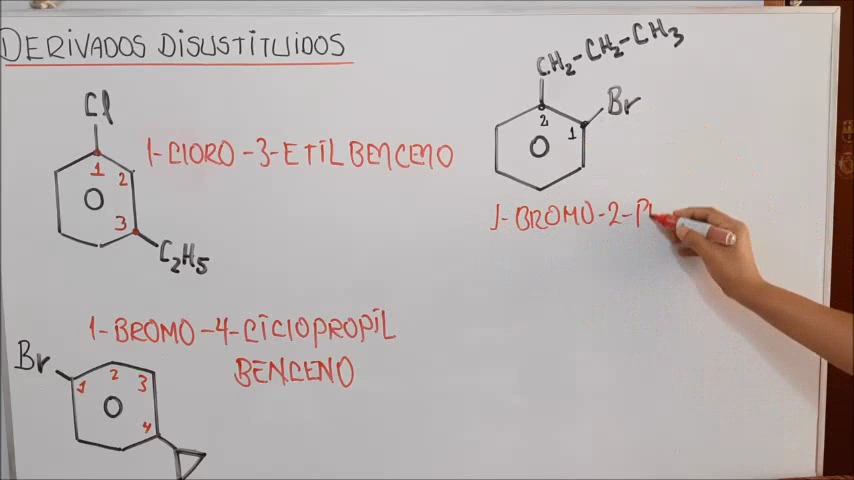 DERIVADOS DISUSTITUIDOS
Cl
1-CLORO-3-ETILBENCENO
1
2
3
C2H5
1-BROMO-4-CICLOPROPIL
BENCENO
Br
1
2
3
4
CH2-CH2-CH3
Br
2
1
1-BROMO-2-P